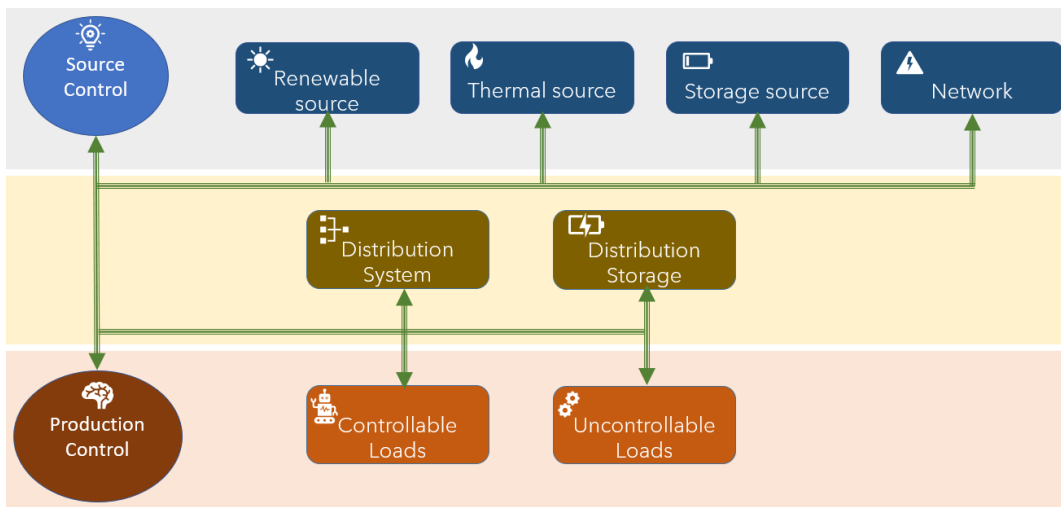 Source
Control
Renewable
source
Thermal source
Storage source
Network
Distribution
System
Distribution
Storage
Production
Control
Controllable
Loads
Uncontrollable
Loads